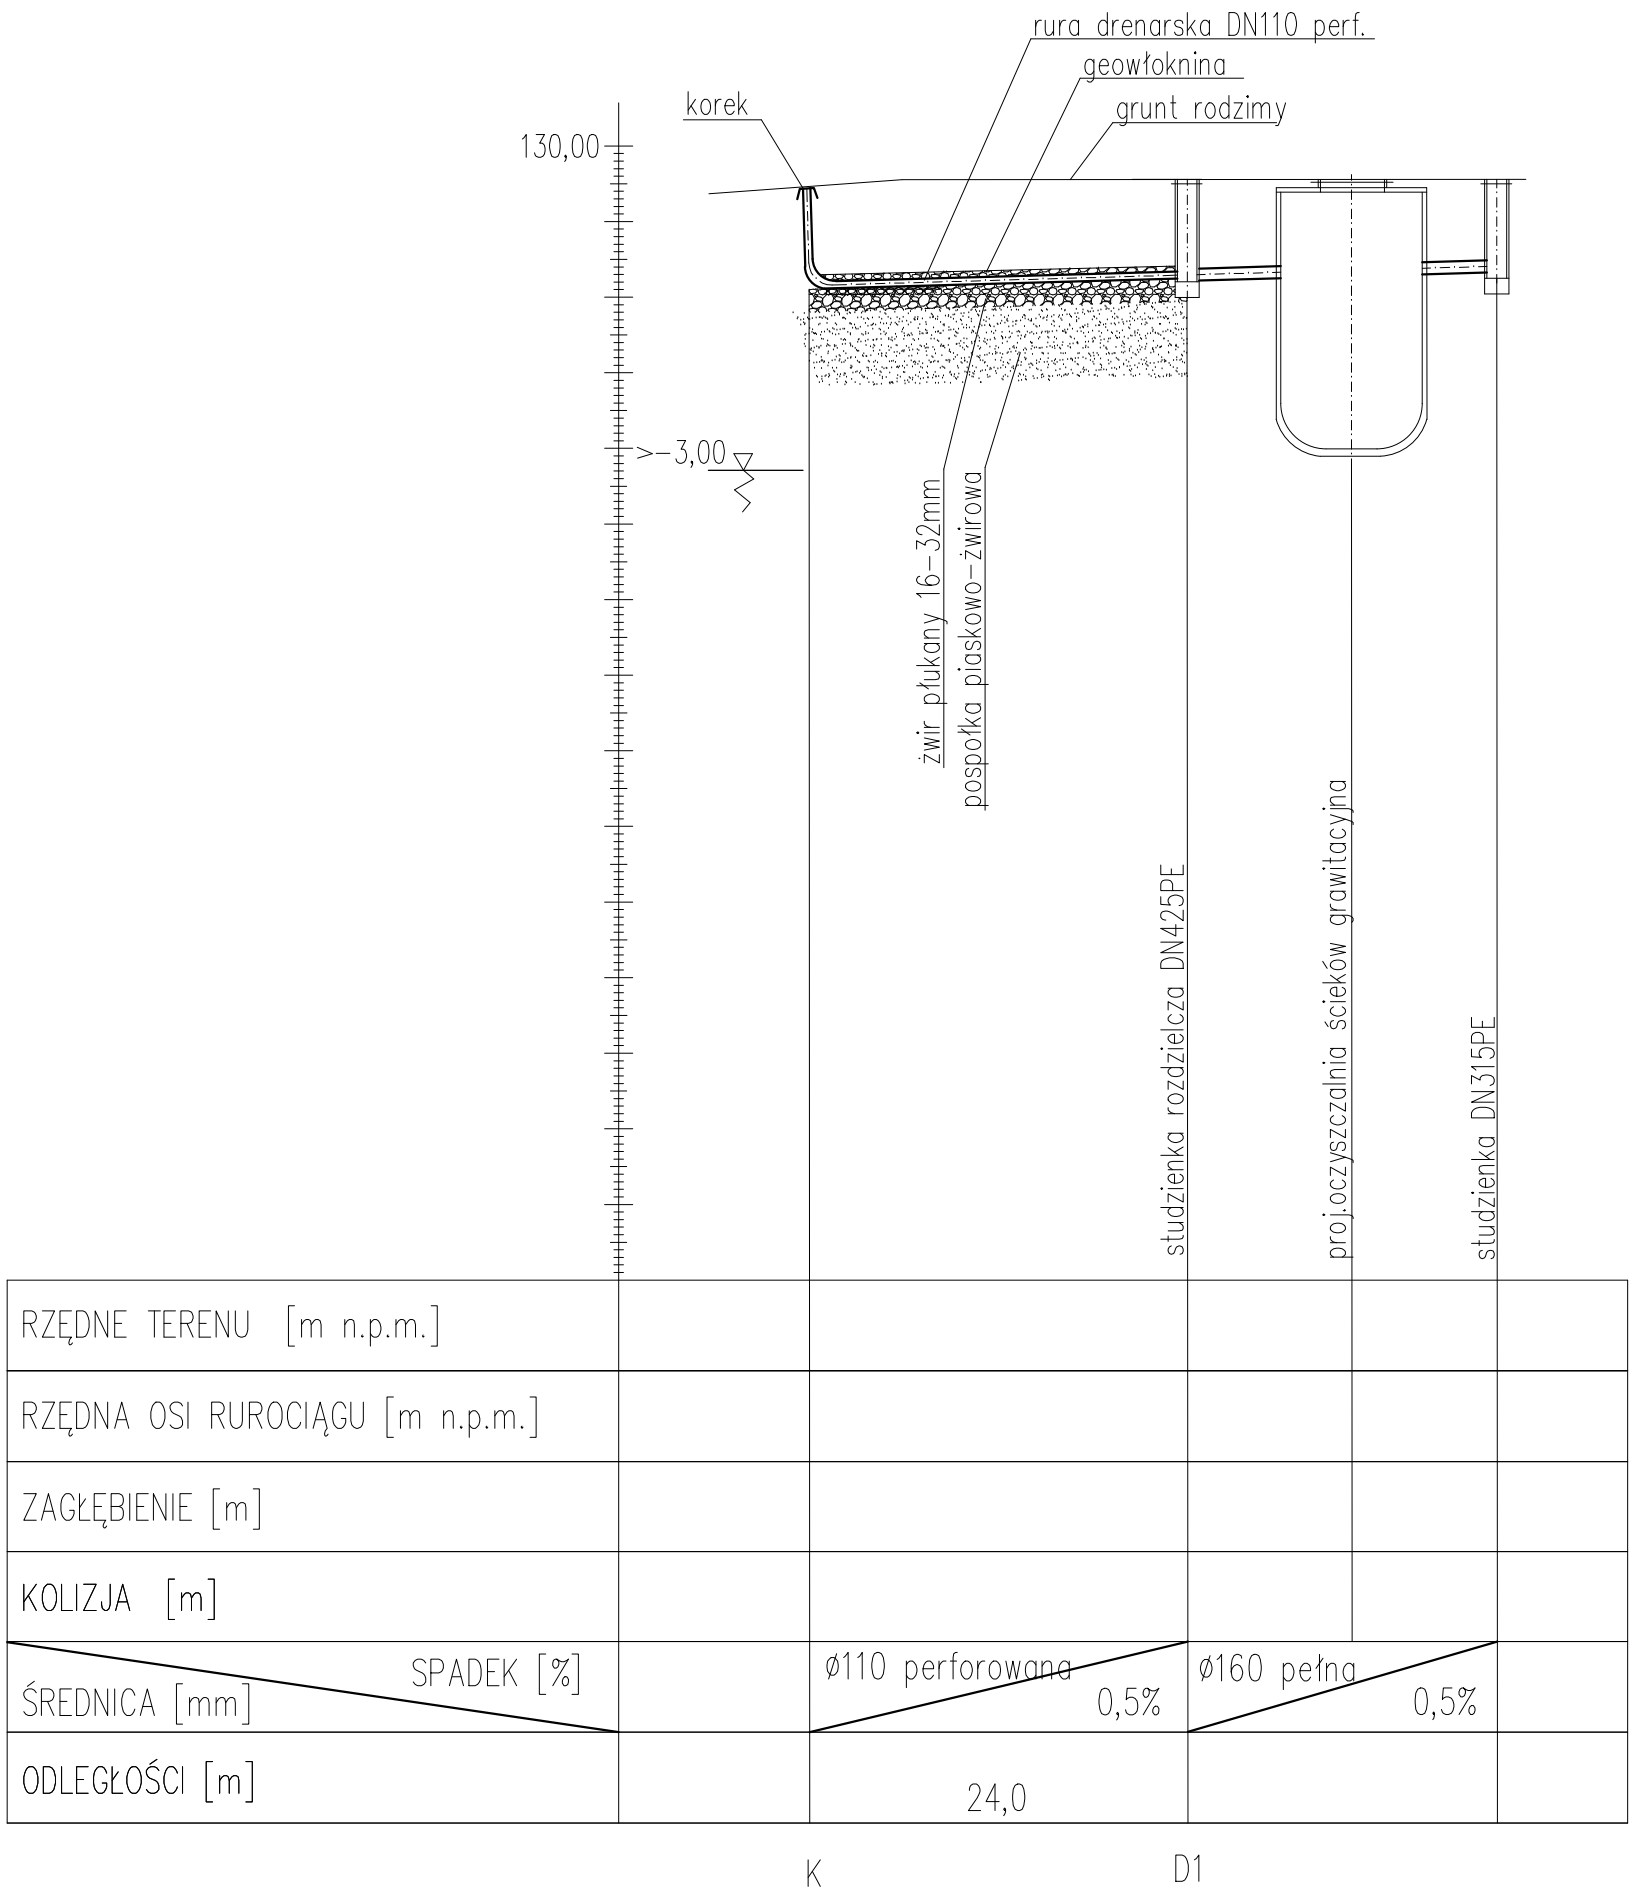 rura drenarska DN110 perf.
geowłoknina
korek
grunt rodzimy
130,00
>-3,00
żwir płukany 16-32mm
pospołka piaskowo-żwirowa
studzienka rozdzielcza DN425PE
proj.oczyszczalnia ścieków grawitacyjna
studzienka DN315PE
RZĘDNE TERENU [m n.p.m.]
RZĘDNA OSI RUROCIĄGU [m n.p.m.]
ZAGŁĘBIENIE [m]
KOLIZJA [m]
SPADEK [%]
ŚREDNICA [mm]
ø110 perforowana
0,5%
ø160 pełna
0,5%
ODLEGŁOŚCI [m]
24,0
K
D1